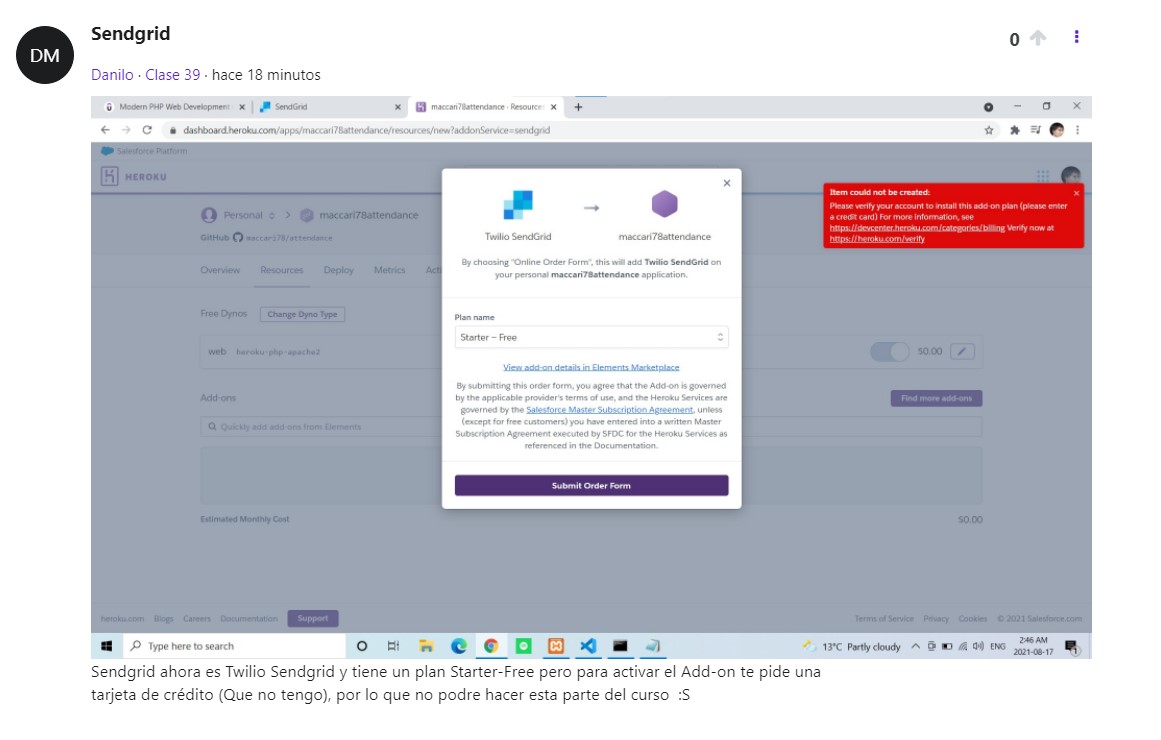 DM
Sendgrid
0
Danilo · Clase 39 · hace 18 minutos
Modern PHP Web Development
SendGrid
maccari78attendance · Resources
dashboard.heroku.com/apps/maccari78attendance/resources/new?addonService=sendgrid
Salesforce Platform
HEROKU
Personal
maccari78attendance
GitHub
maccari78/attendance
Overview
Resources
Deploy
Metrics
Acti
Free Dynos
Change Dyno Type
web heroku-php-apache2
$0.00
Add-ons
Find more add-ons
Quickly add add-ons from Elements
Estimated Monthly Cost
$0.00
Twilio SendGrid
maccari78attendance
By choosing "Online Order Form", this will add Twilio SendGrid on
your personal maccari78attendance application.
Plan name
Starter – Free
View add-on details in Elements Marketplace
By submitting this order form, you agree that the Add-on is governed
by the applicable provider's terms of use, and the Heroku Services are
governed by the Salesforce Master Subscription Agreement, unless
(except for free customers) you have entered into a written Master
Subscription Agreement executed by SFDC for the Heroku Services as
referenced in the Documentation.
Submit Order Form
Item could not be created:
Please verify your account to install this add-on plan (please enter
a credit card) For more information, see
https://devcenter.heroku.com/categories/billing Verify now at
https://heroku.com/verify
heroku.com Blogs Careers Documentation Support
Terms of Service Privacy Cookies © 2021 Salesforce.com
Type here to search
13°C Partly cloudy
ENG
2:46 AM
2021-08-17
1
Sendgrid ahora es Twilio Sendgrid y tiene un plan Starter-Free pero para activar el Add-on te pide una
tarjeta de crédito (Que no tengo), por lo que no podre hacer esta parte del curso :S